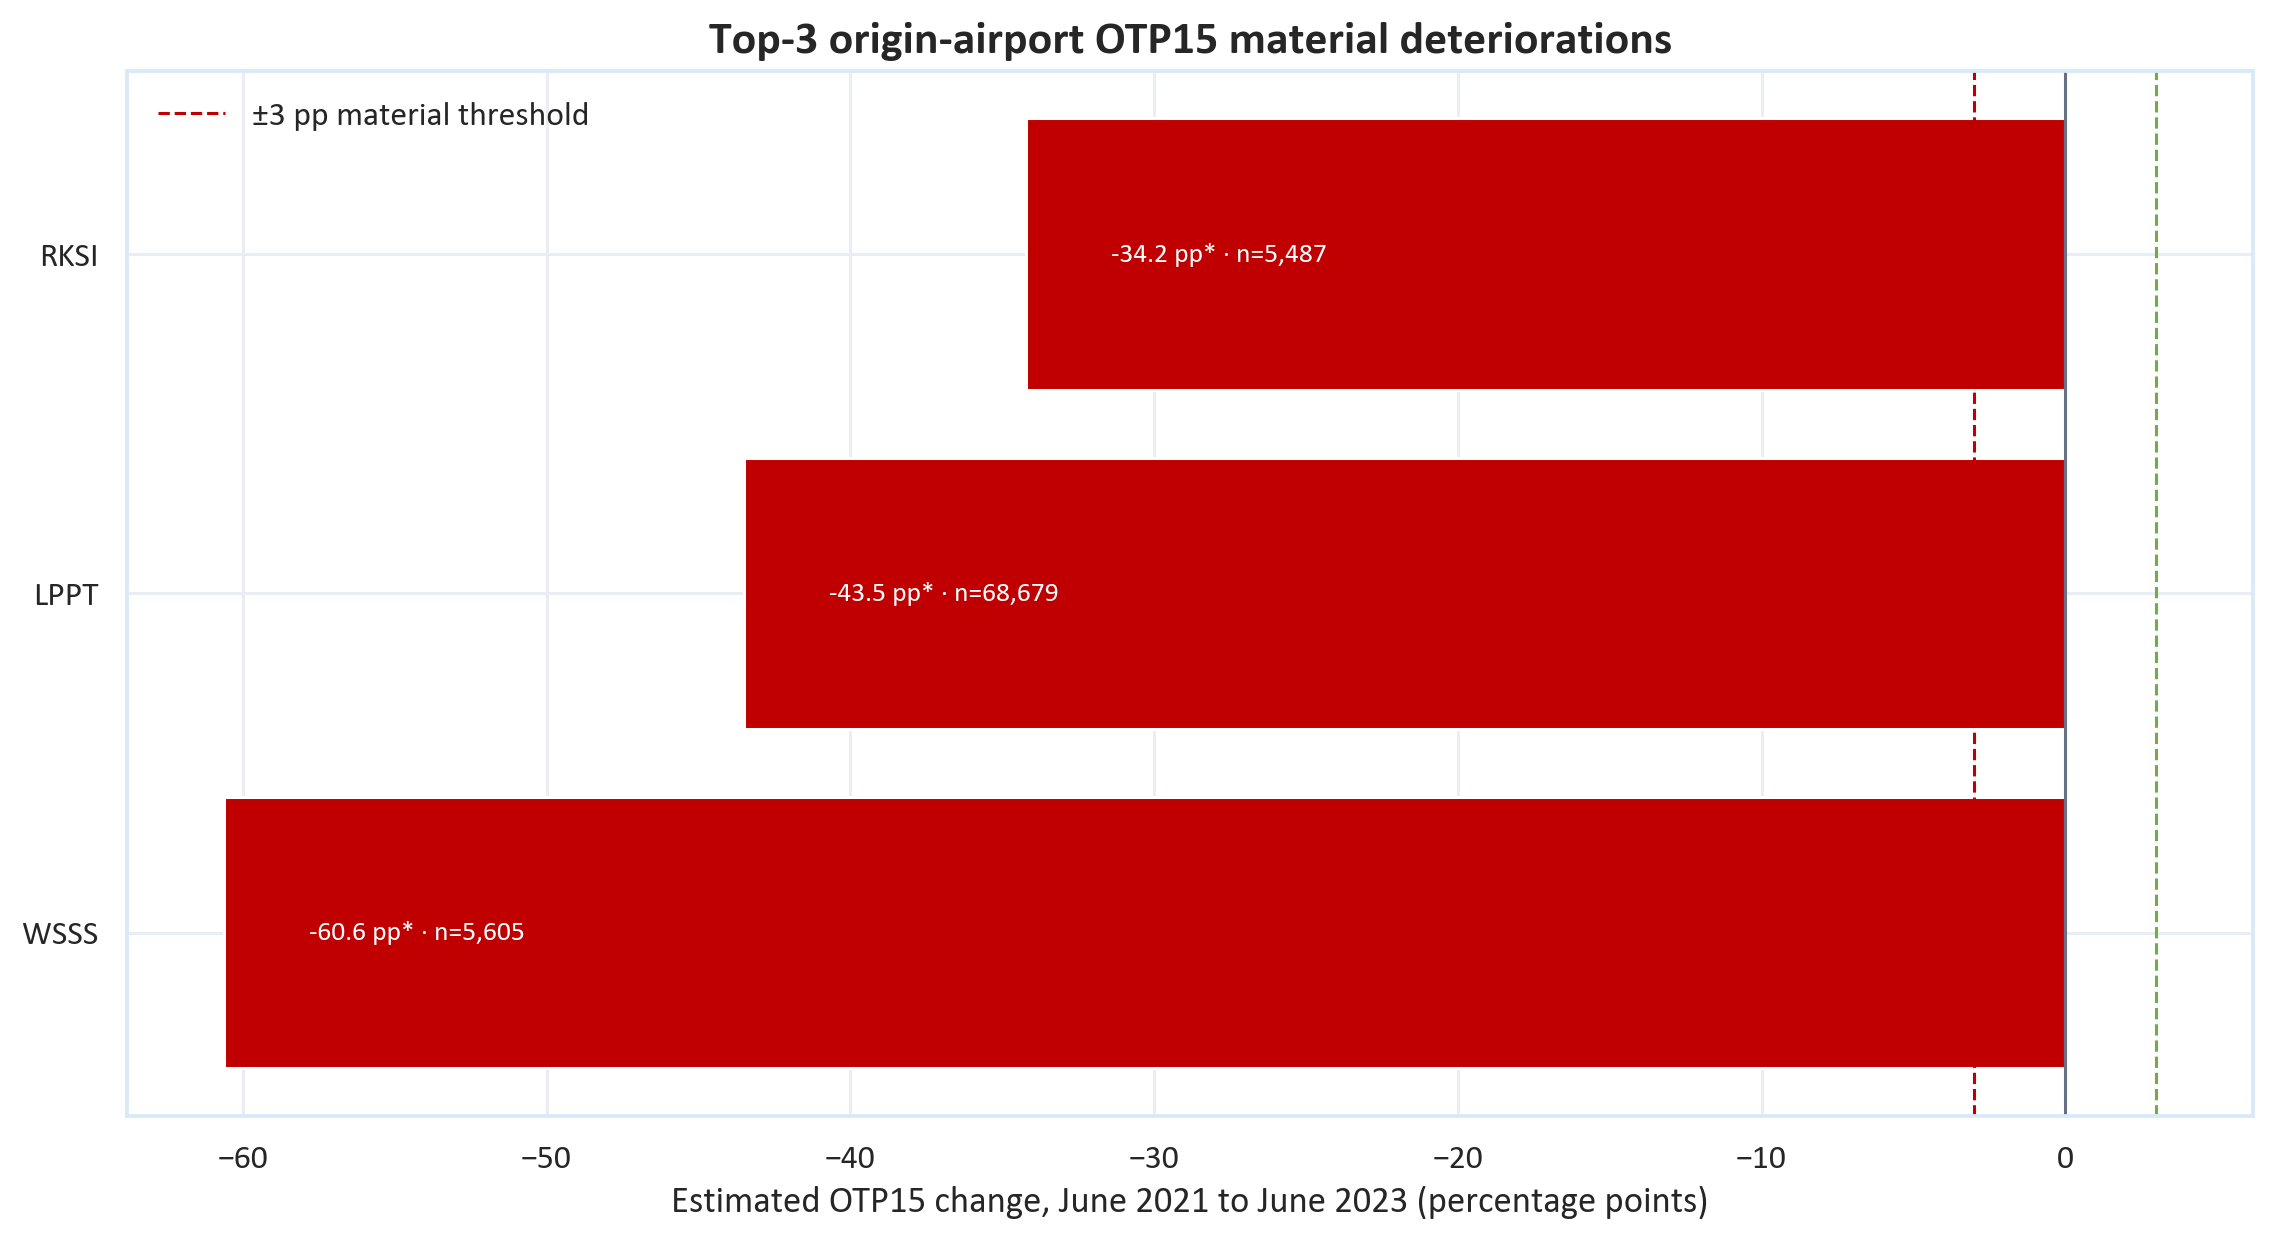 Top-3 origin-airport OTP15 material deteriorations
±3 pp material threshold
RKSI
-34.2 pp* · n=5,487
LPPT
-43.5 pp* · n=68,679
WSSS
-60.6 pp* · n=5,605
−60 −50 −40 −30 −20 −10 0
Estimated OTP15 change, June 2021 to June 2023 (percentage points)